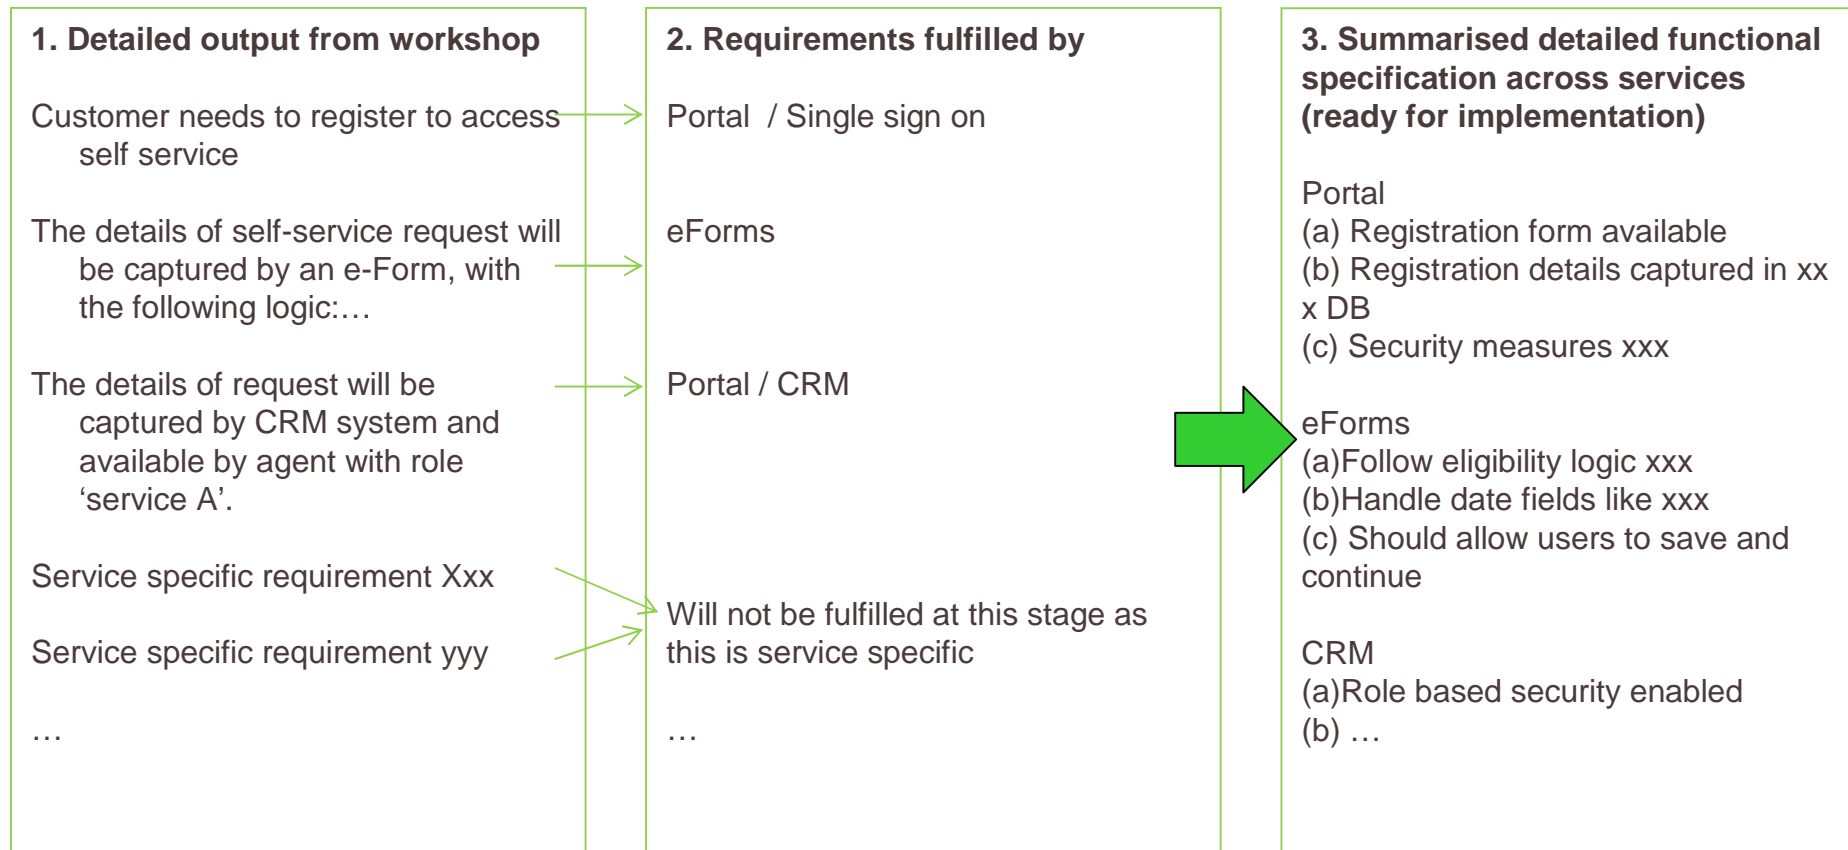 1. Detailed output from workshop
Customer needs to register to access
self service
The details of self-service request will
be captured by an e-Form, with
the following logic:…
The details of request will be
captured by CRM system and
available by agent with role
‘service A’.
Service specific requirement Xxx
Service specific requirement yyy
…
2. Requirements fulfilled by
Portal / Single sign on
eForms
Portal / CRM
Will not be fulfilled at this stage as
this is service specific
…
3. Summarised detailed functional
specification across services
(ready for implementation)
Portal
(a) Registration form available
(b) Registration details captured in xx
x DB
(c) Security measures xxx
eForms
(a)Follow eligibility logic xxx
(b)Handle date fields like xxx
(c) Should allow users to save and
continue
CRM
(a)Role based security enabled
(b) …